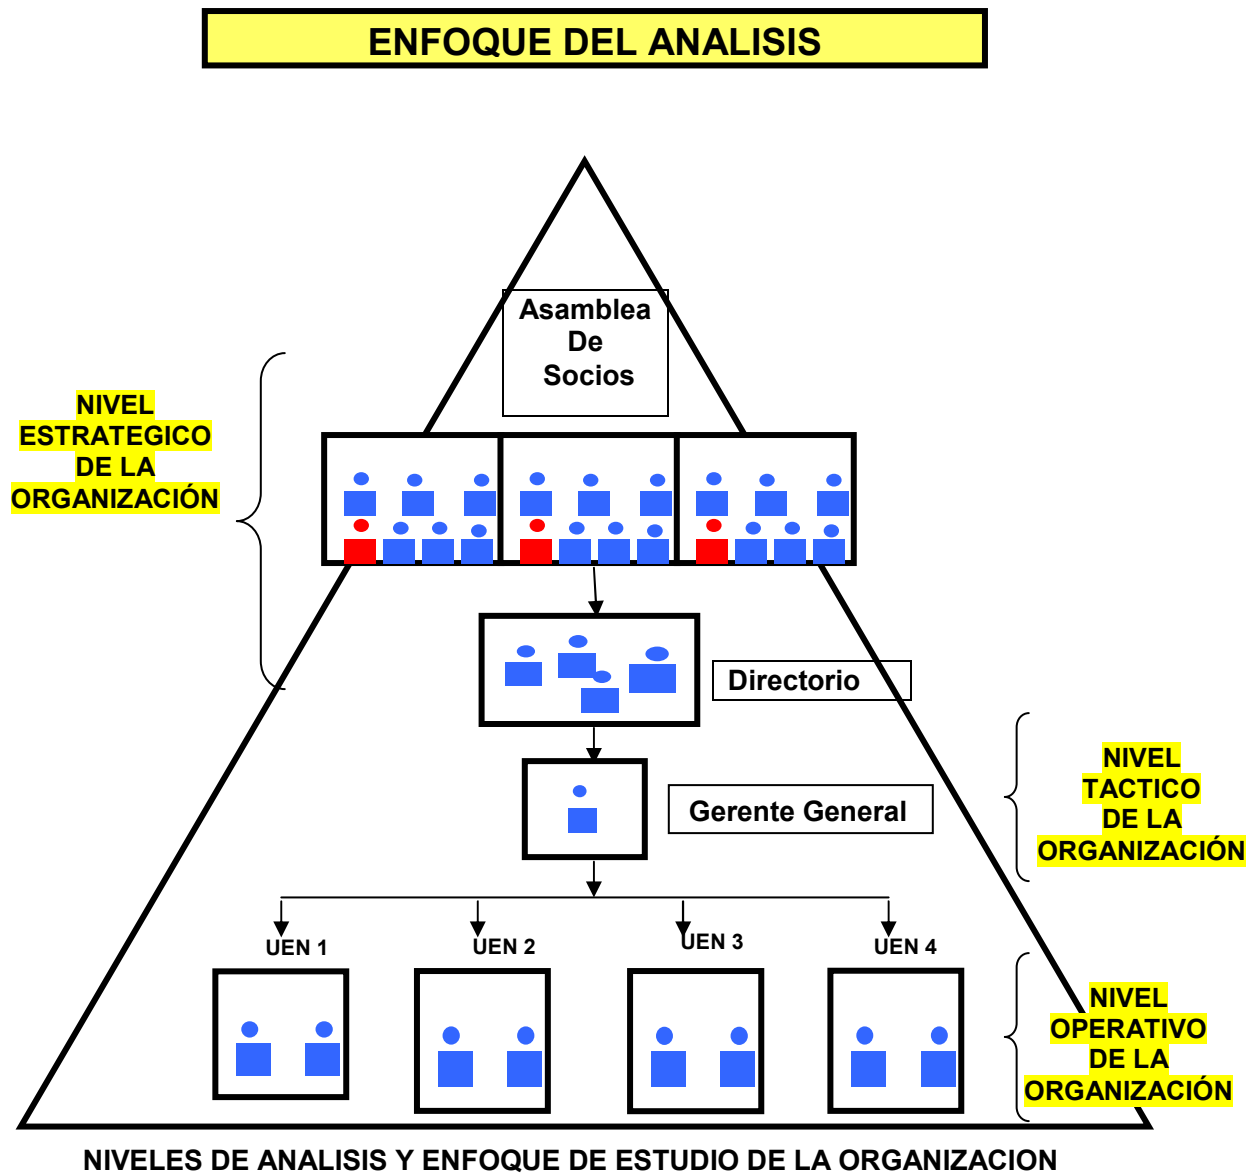 ENFOQUE DEL ANALISIS
Asamblea
De
Socios
NIVEL
ESTRATEGICO
DE LA
ORGANIZACIÓN
Directorio
Gerente General
NIVEL
TACTICO
DE LA
ORGANIZACIÓN
UEN 1
UEN 2
UEN 3
UEN 4
NIVEL
OPERATIVO
DE LA
ORGANIZACIÓN
NIVELES DE ANALISIS Y ENFOQUE DE ESTUDIO DE LA ORGANIZACION